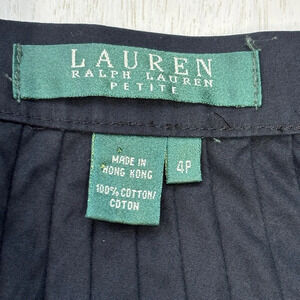 LAUREN
RALPH LAUREN
PETITE
MADE IN
HONG KONG
4P
100% COTTON/
COTON